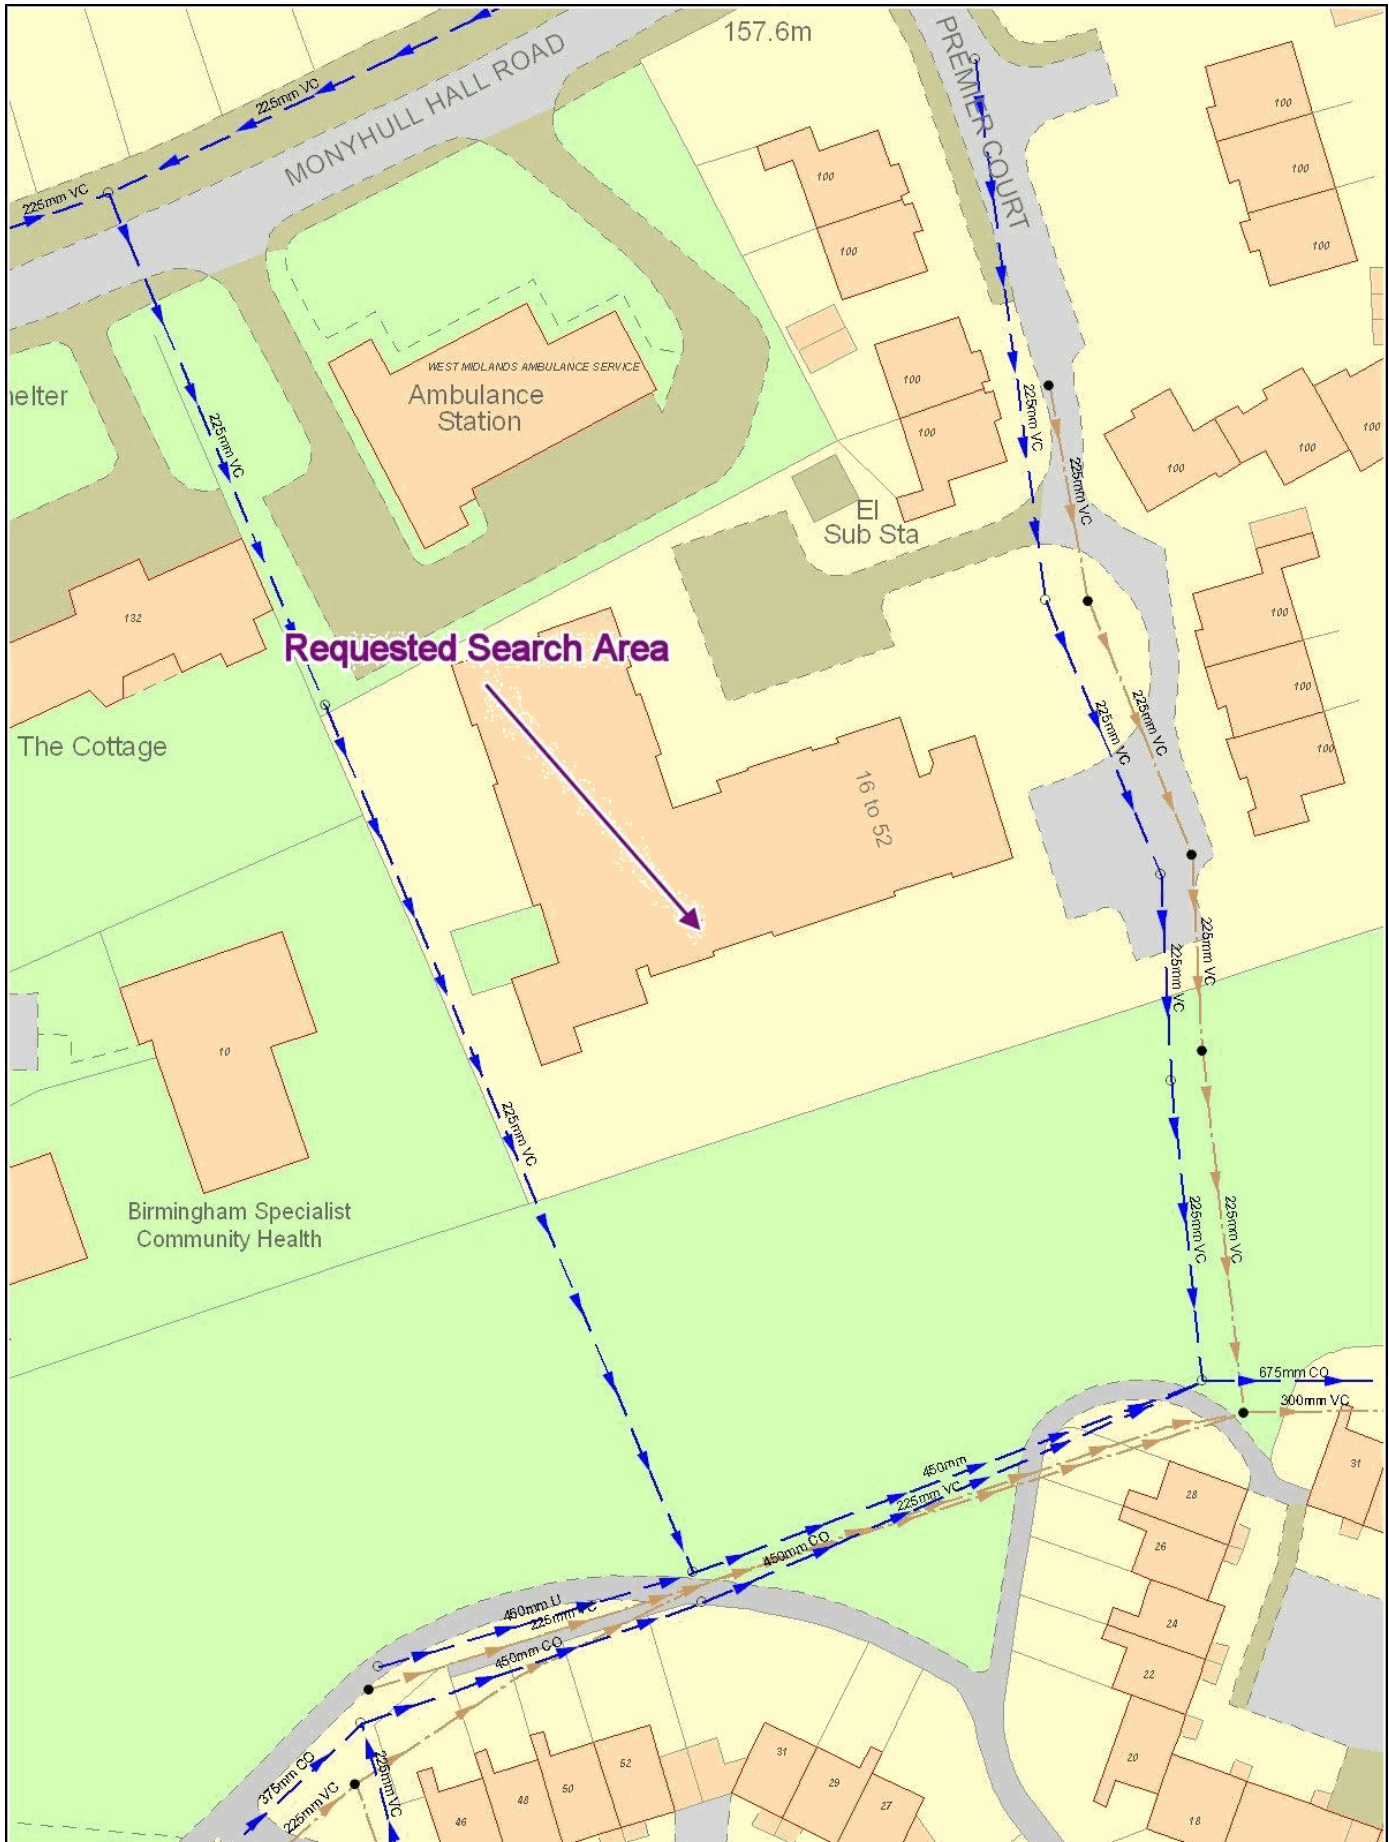 157.6m
PREMIER COURT
225mm VC
MONYHULL HALL ROAD
225mm VC
100
100
100
100
100
WEST MIDLANDS AMBULANCE SERVICE
Ambulance
Station
elter
225mm VC
100
100
225mm VC
225mm VC
100
100
100
El
Sub Sta
132
100
Requested Search Area
100
The Cottage
225mm VC
225mm VC
100
16 to 52
225mm VC
225mm VC
10
225mm VC
Birmingham Specialist
Community Health
225mm VC
225mm VC
675mm CO
300mm VC
450mm
225mm VC
31
28
26
450mm CO
450mm U
225mm VC
450mm CO
24
22
375mm CO
225mm VC
225mm VC
52
50
48
46
31
29
27
20
18